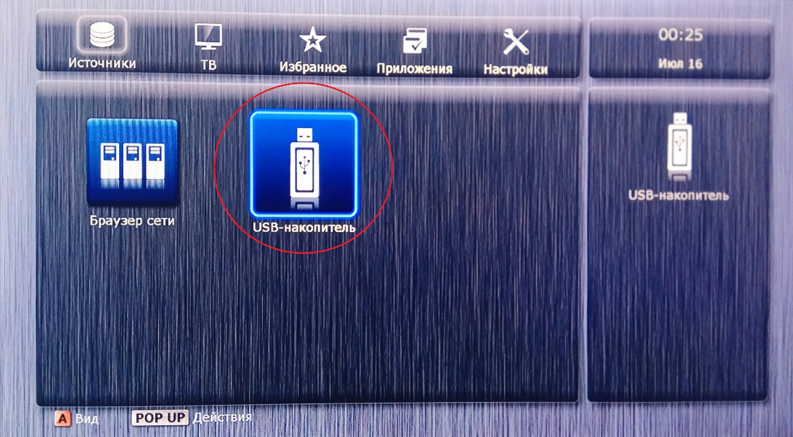 Источники
ТВ
Избранное
Приложения
Настройки
00:25
Июл 16
Браузер сети
USB-накопитель
USB-накопитель
A Вид
POP UP Действия